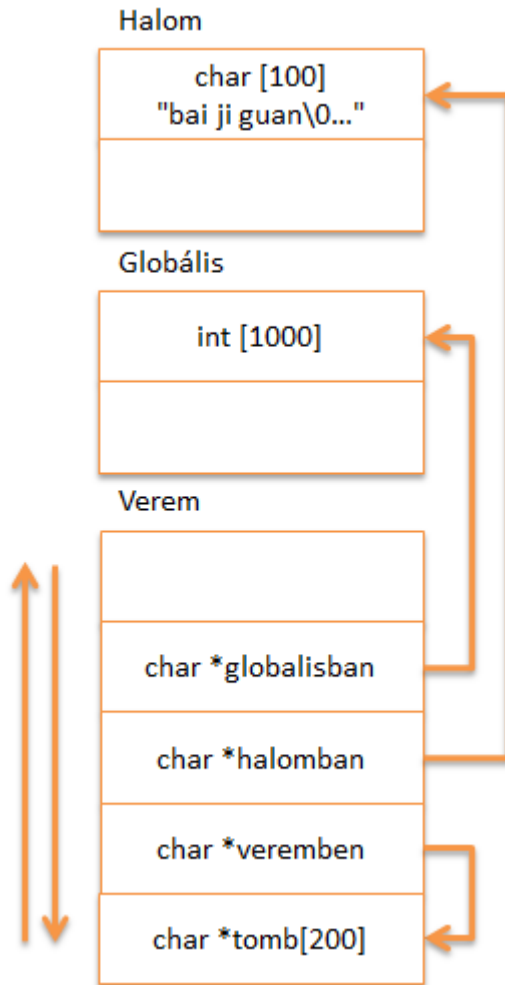 Halom
char [100]
"bai ji guan\0..."
Globális
int [1000]
Verem
char *globalisban
char *halomban
char *veremben
char *tomb[200]